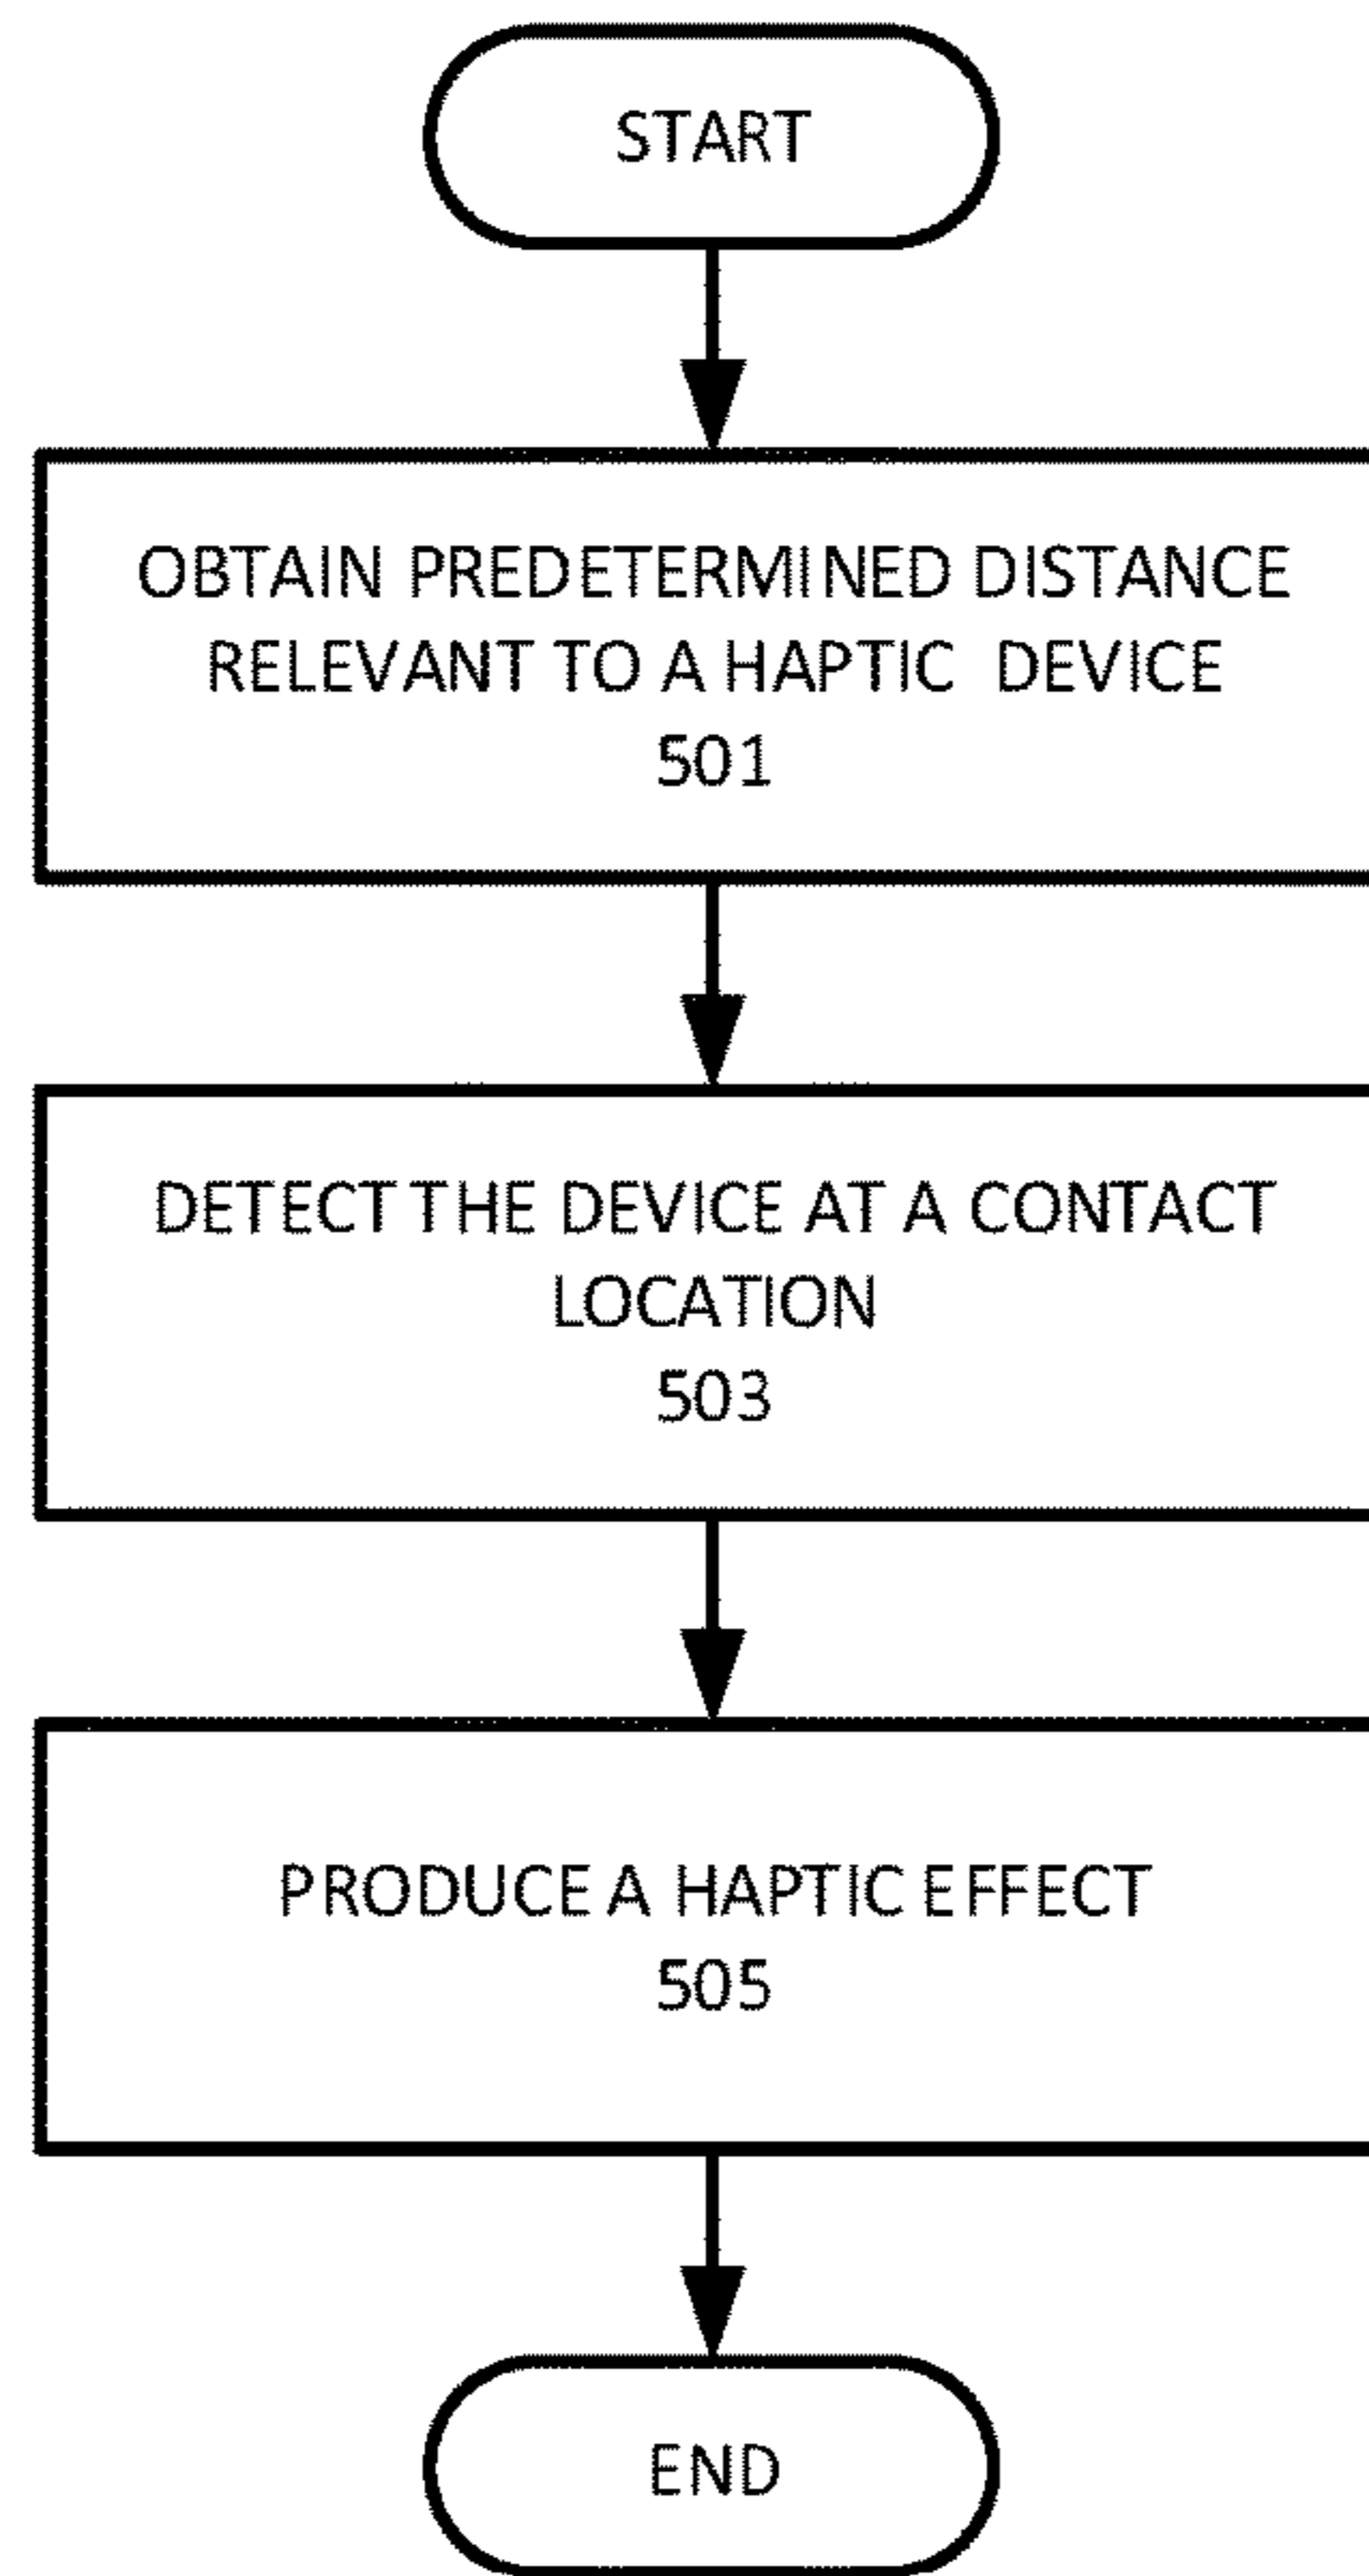 START
OBTAIN PREDETERMINED DISTANCE
RELEVANT TO A HAPTIC DEVICE
501
DETECT THE DEVICE AT A CONTACT
LOCATION
503
PRODUCE A HAPTIC EFFECT
505
END